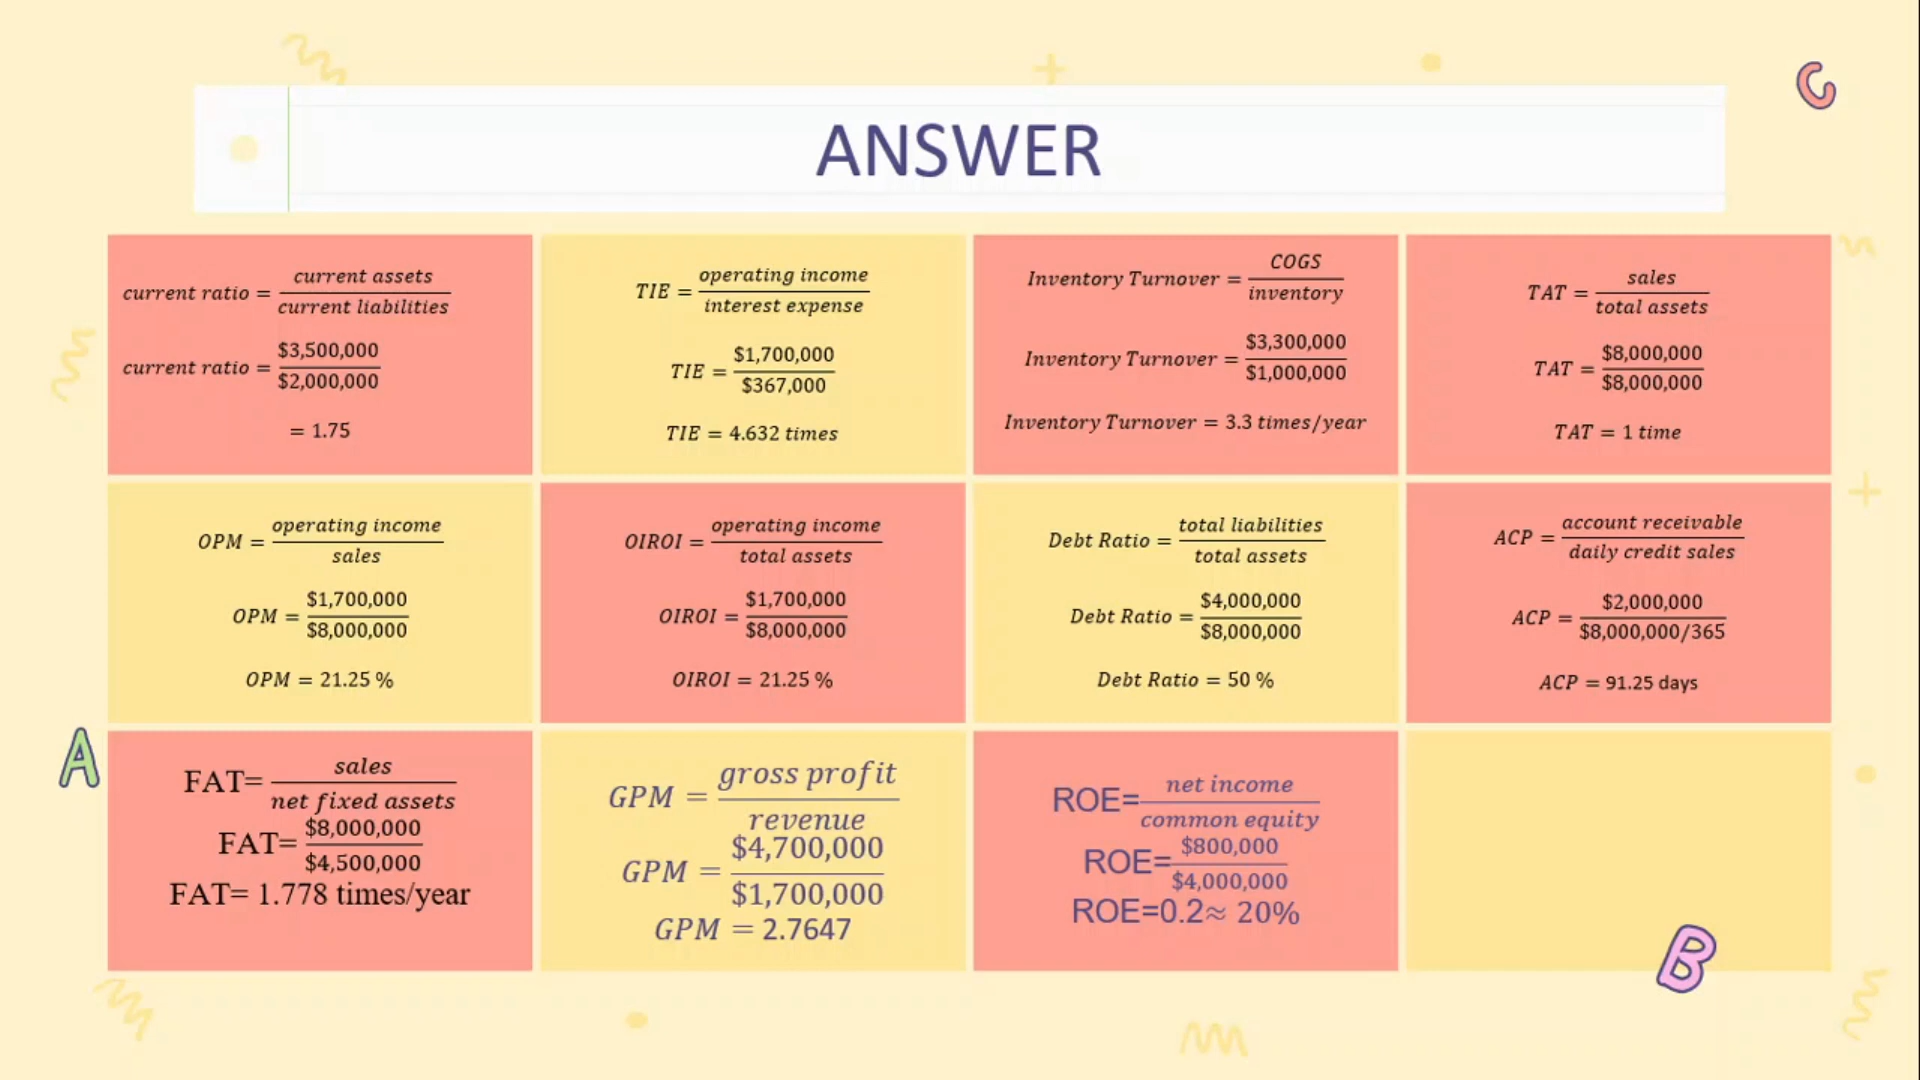 C
ANSWER
current ratio = current assets / current liabilities
current ratio = $3,500,000 / $2,000,000
= 1.75
TIE = operating income / interest expense
TIE = $1,700,000 / $367,000
TIE = 4.632 times
Inventory Turnover = COGS / inventory
Inventory Turnover = $3,300,000 / $1,000,000
Inventory Turnover = 3.3 times/year
TAT = sales / total assets
TAT = $8,000,000 / $8,000,000
TAT = 1 time
OPM = operating income / sales
OPM = $1,700,000 / $8,000,000
OPM = 21.25 %
OIROI = operating income / total assets
OIROI = $1,700,000 / $8,000,000
OIROI = 21.25 %
Debt Ratio = total liabilities / total assets
Debt Ratio = $4,000,000 / $8,000,000
Debt Ratio = 50 %
ACP = account receivable / daily credit sales
ACP = $2,000,000 / $8,000,000/365
ACP = 91.25 days
A
FAT= sales / net fixed assets
FAT= $8,000,000 / $4,500,000
FAT= 1.778 times/year
GPM = gross profit / revenue
GPM = $4,700,000 / $1,700,000
GPM = 2.7647
ROE= net income / common equity
ROE= $800,000 / $4,000,000
ROE=0.2≈ 20%
B